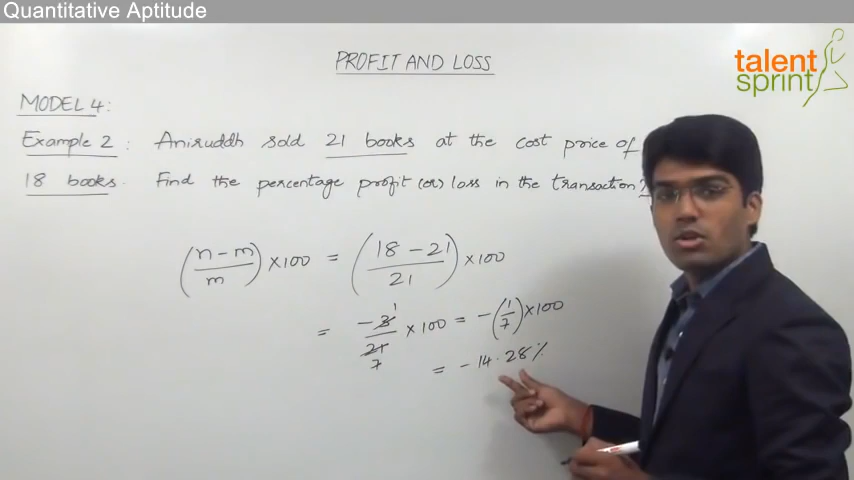 Quantitative Aptitude
talent
sprint
PROFIT AND LOSS
MODEL 4:
Example 2 : Aniruddh sold 21 books at the cost price of
18 books. Find the percentage profit (or) loss in the transaction?
(n - m / m) × 100 = (18 - 21 / 21) × 100
= -3 1 / 21 7 × 100 = -(1/7) × 100
= -14.28%